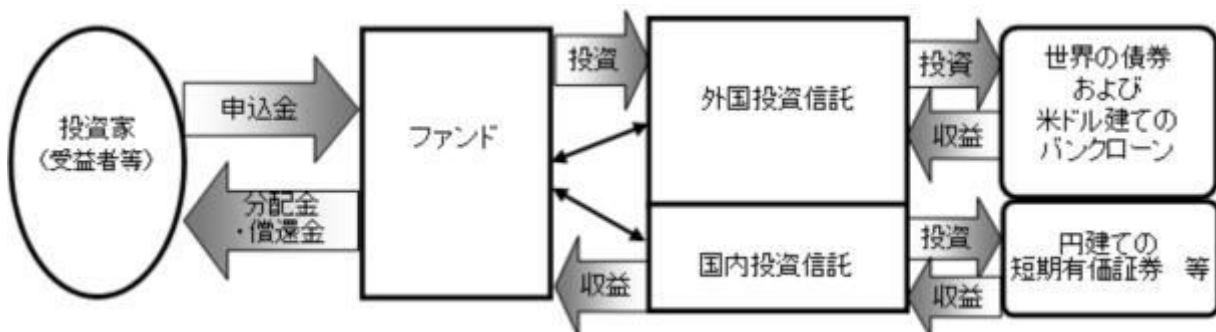 投資家
（受益者等）
申込金
分配金
・償還金
ファンド
投資
収益
外国投資信託
国内投資信託
投資
収益
世界の債券
および
米ドル建ての
バンクローン
投資
収益
円建ての
短期有価証券　等